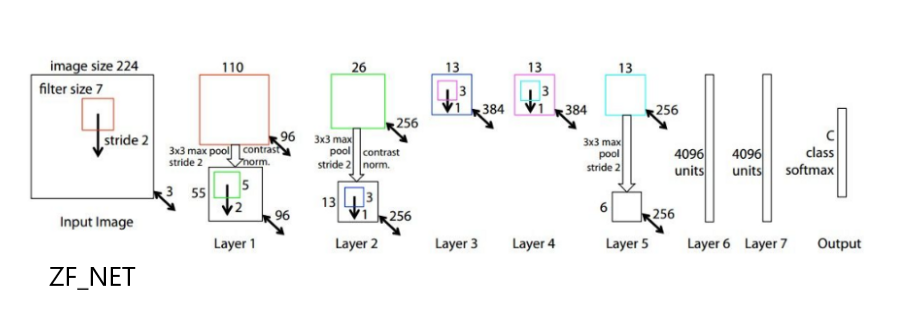 image size 224
filter size 7
stride 2
3
Input Image
110
96
3x3 max pool
stride 2
contrast
norm.
55
5
2
96
Layer 1
26
256
3x3 max
pool
stride 2
contrast
norm.
13
3
1
256
Layer 2
13
3
1
384
Layer 3
13
3
1
384
Layer 4
13
256
3x3 max
pool
stride 2
6
256
Layer 5
4096
units
Layer 6
4096
units
Layer 7
C
class
softmax
Output
ZF_NET